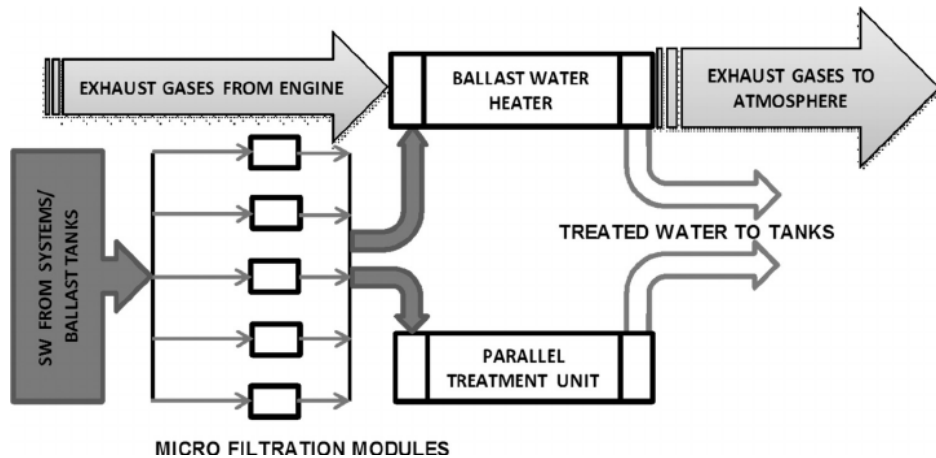 EXHAUST GASES FROM ENGINE
BALLAST WATER
HEATER
EXHAUST GASES TO
ATMOSPHERE
SW FROM SYSTEMS/
BALLAST TANKS
TREATED WATER TO TANKS
PARALLEL
TREATMENT UNIT
MICRO FILTRATION MODULES